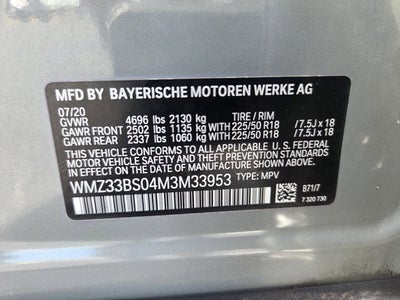 MFD BY BAYERISCHE MOTOREN WERKE AG
07/20
GVWR 4696 lbs 2130 kg TIRE / RIM
GAWR FRONT 2502 lbs 1135 kg WITH 225/50 R18 /7.5J x 18
GAWR REAR 2337 lbs 1060 kg WITH 225/50 R18 /7.5J x 18
THIS VEHICLE CONFORMS TO ALL APPLICABLE U.S. FEDERAL
MOTOR VEHICLE SAFETY STANDARDS IN EFFECT ON THE
DATE OF MANUFACTURE SHOWN ABOVE.
WMZ33BS04M3M33953 TYPE: MPV
B71/7
7 320 730